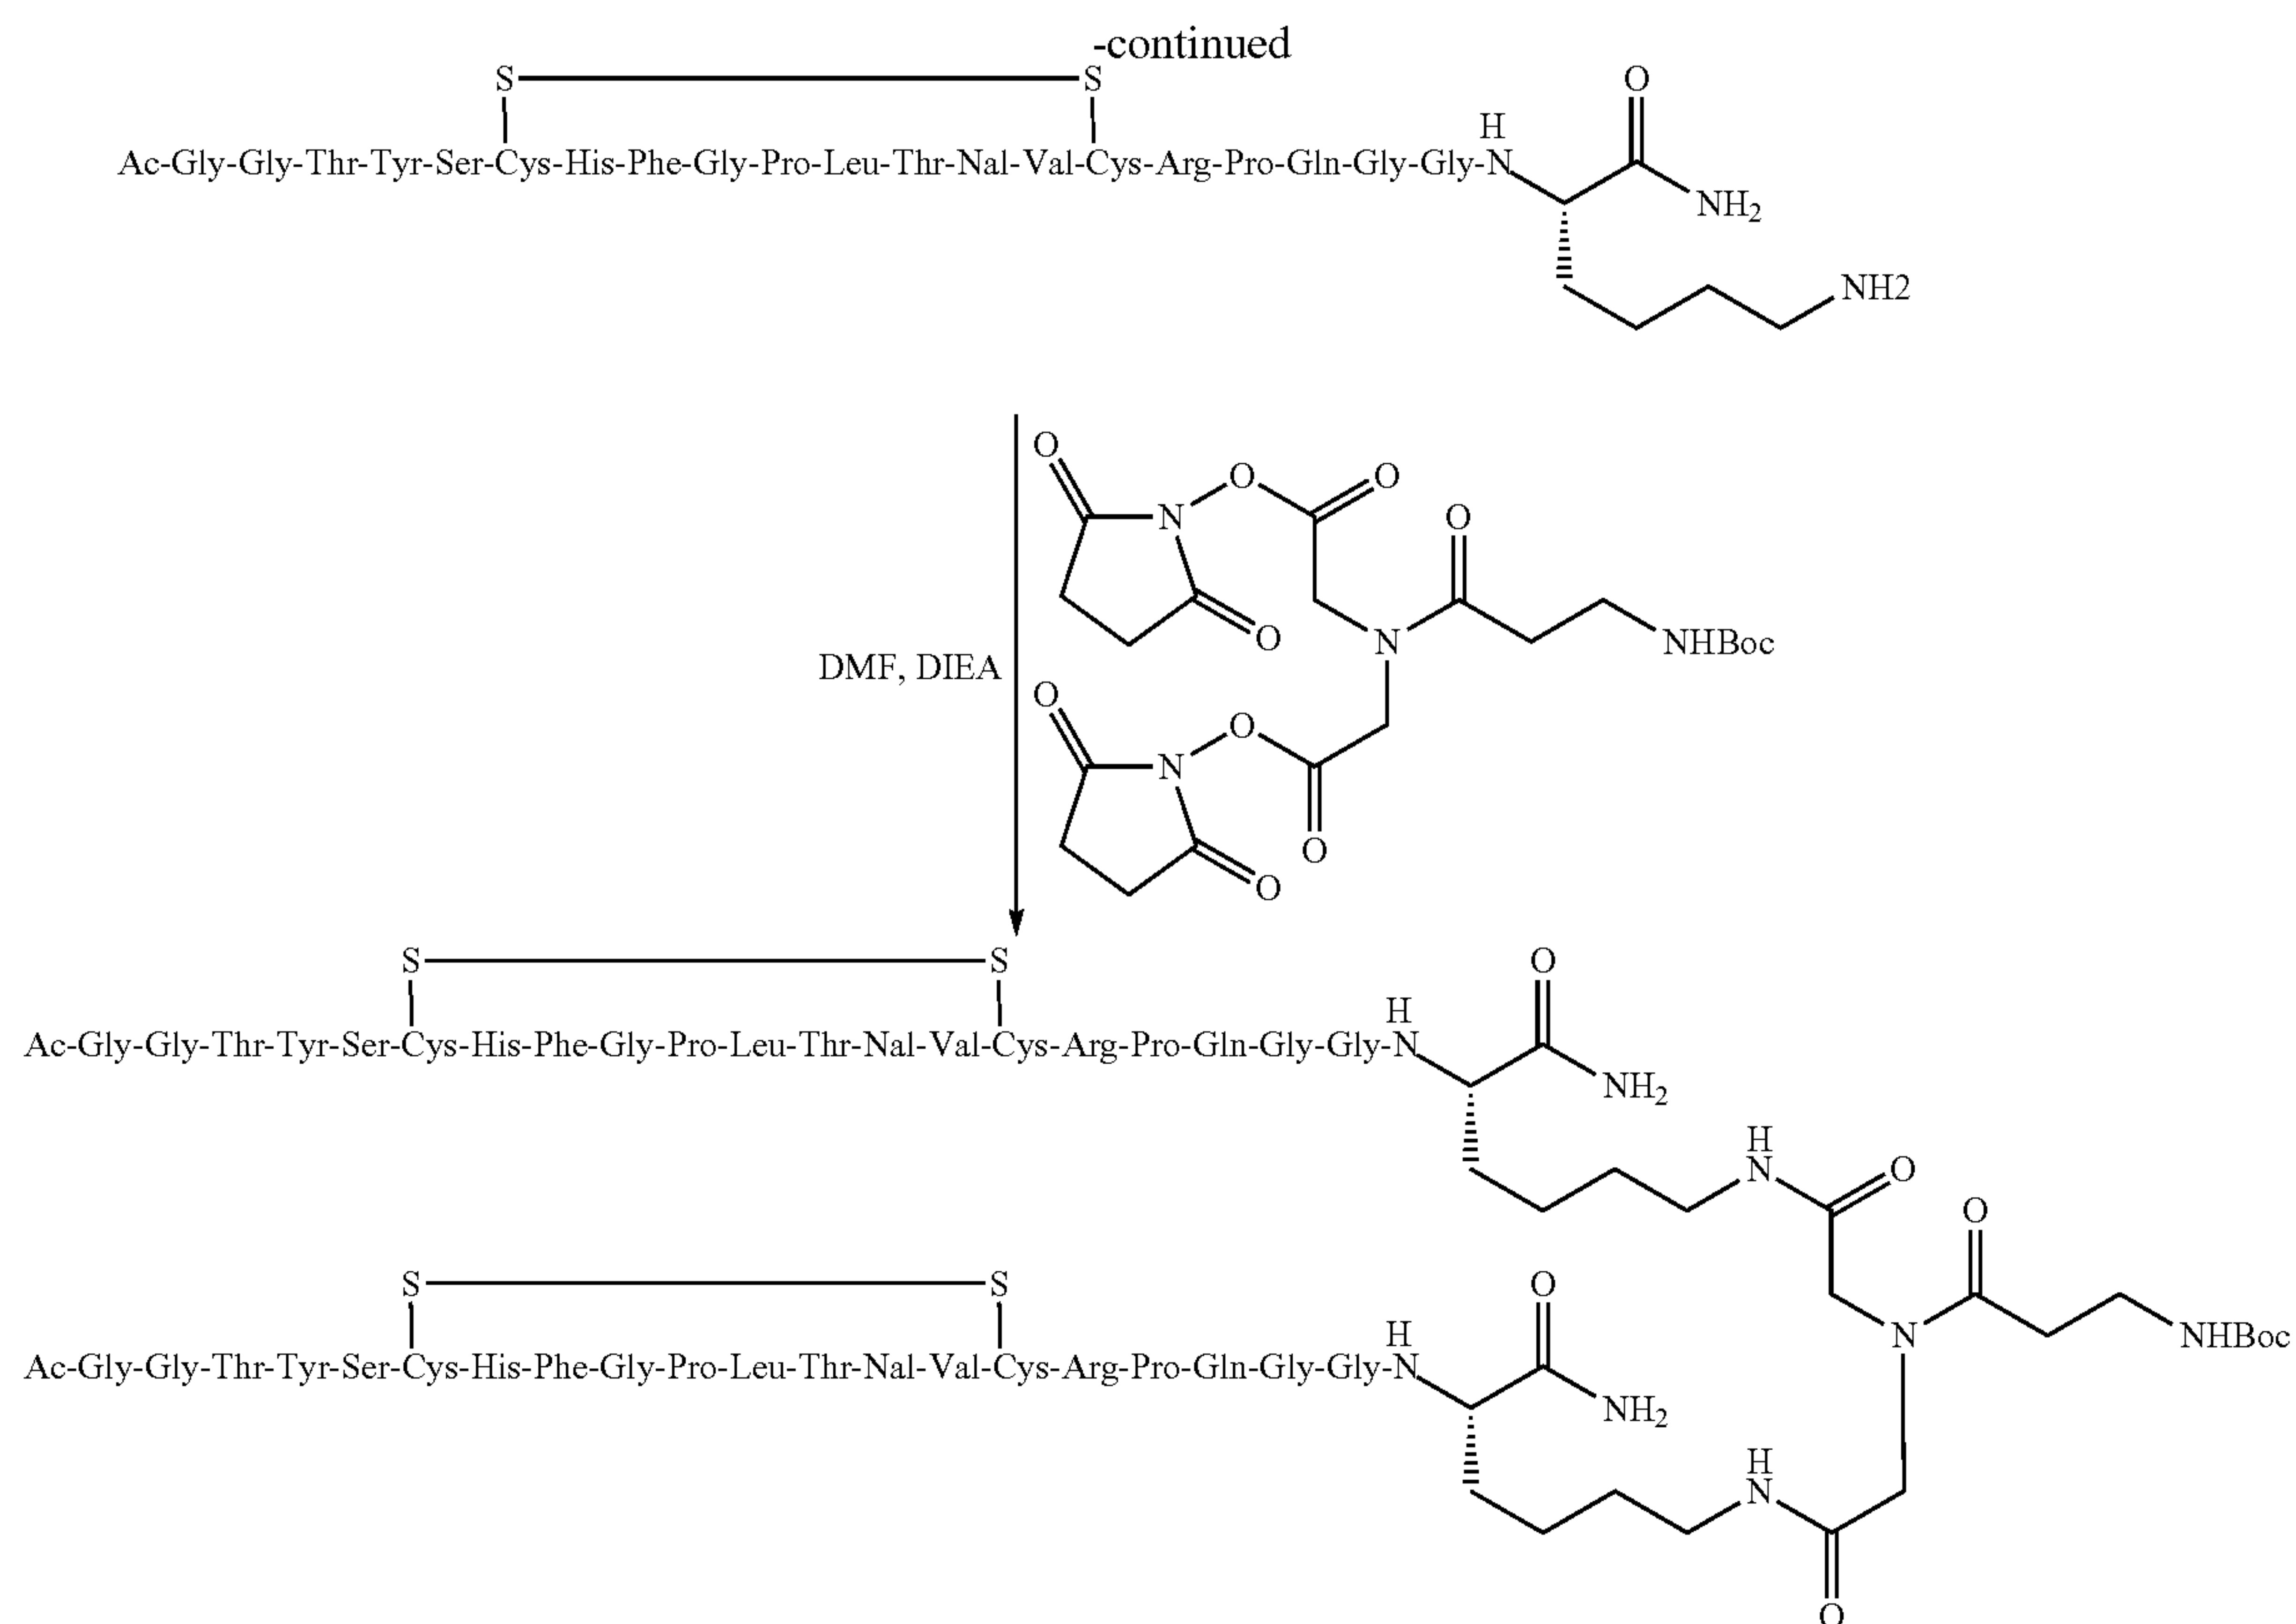 -continued
S S O
H
Ac-Gly-Gly-Thr-Tyr-Ser-Cys-His-Phe-Gly-Pro-Leu-Thr-Nal-Val-Cys-Arg-Pro-Gln-Gly-Gly-N
NH2
NH2
O
O O
N O
O N NHBoc
DMF, DIEA
O
O
N
O
O
S S O
H
Ac-Gly-Gly-Thr-Tyr-Ser-Cys-His-Phe-Gly-Pro-Leu-Thr-Nal-Val-Cys-Arg-Pro-Gln-Gly-Gly-N
NH2
H
N O
O
S S O
H N NHBoc
Ac-Gly-Gly-Thr-Tyr-Ser-Cys-His-Phe-Gly-Pro-Leu-Thr-Nal-Val-Cys-Arg-Pro-Gln-Gly-Gly-N
NH2
H
N
O